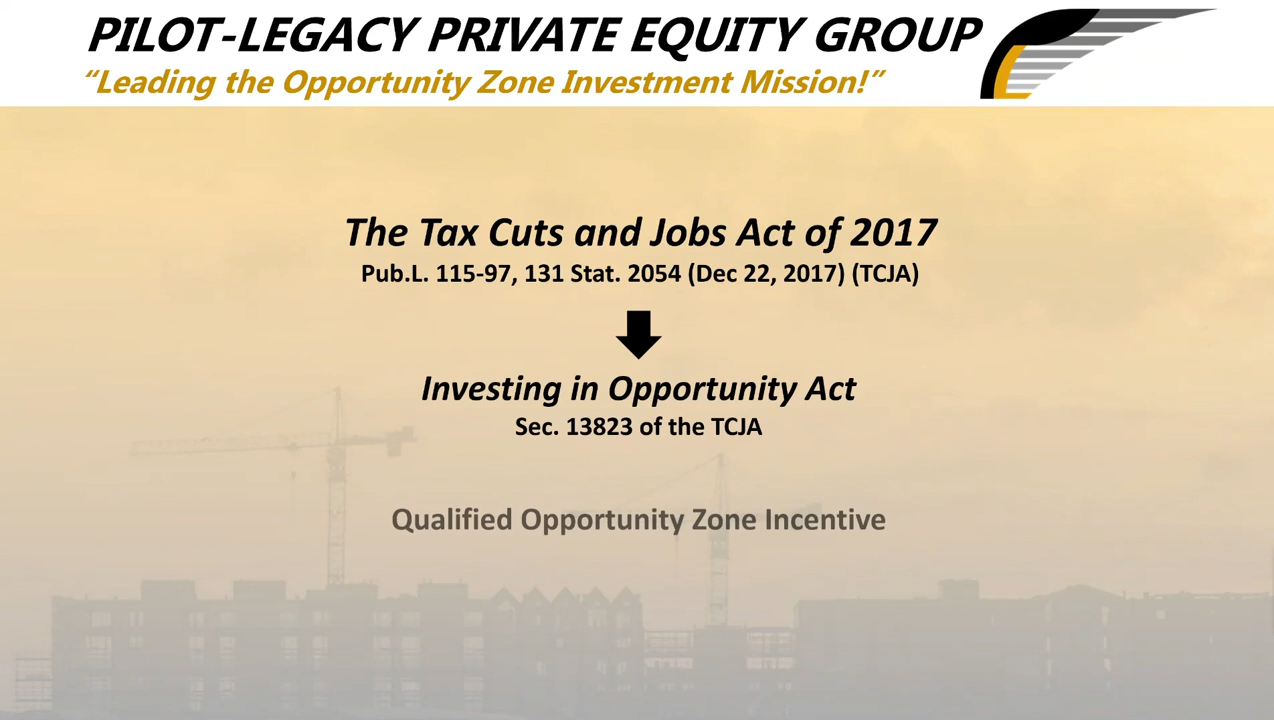 PILOT-LEGACY PRIVATE EQUITY GROUP
“Leading the Opportunity Zone Investment Mission!”
The Tax Cuts and Jobs Act of 2017
Pub.L. 115-97, 131 Stat. 2054 (Dec 22, 2017) (TCJA)
Investing in Opportunity Act
Sec. 13823 of the TCJA
Qualified Opportunity Zone Incentive